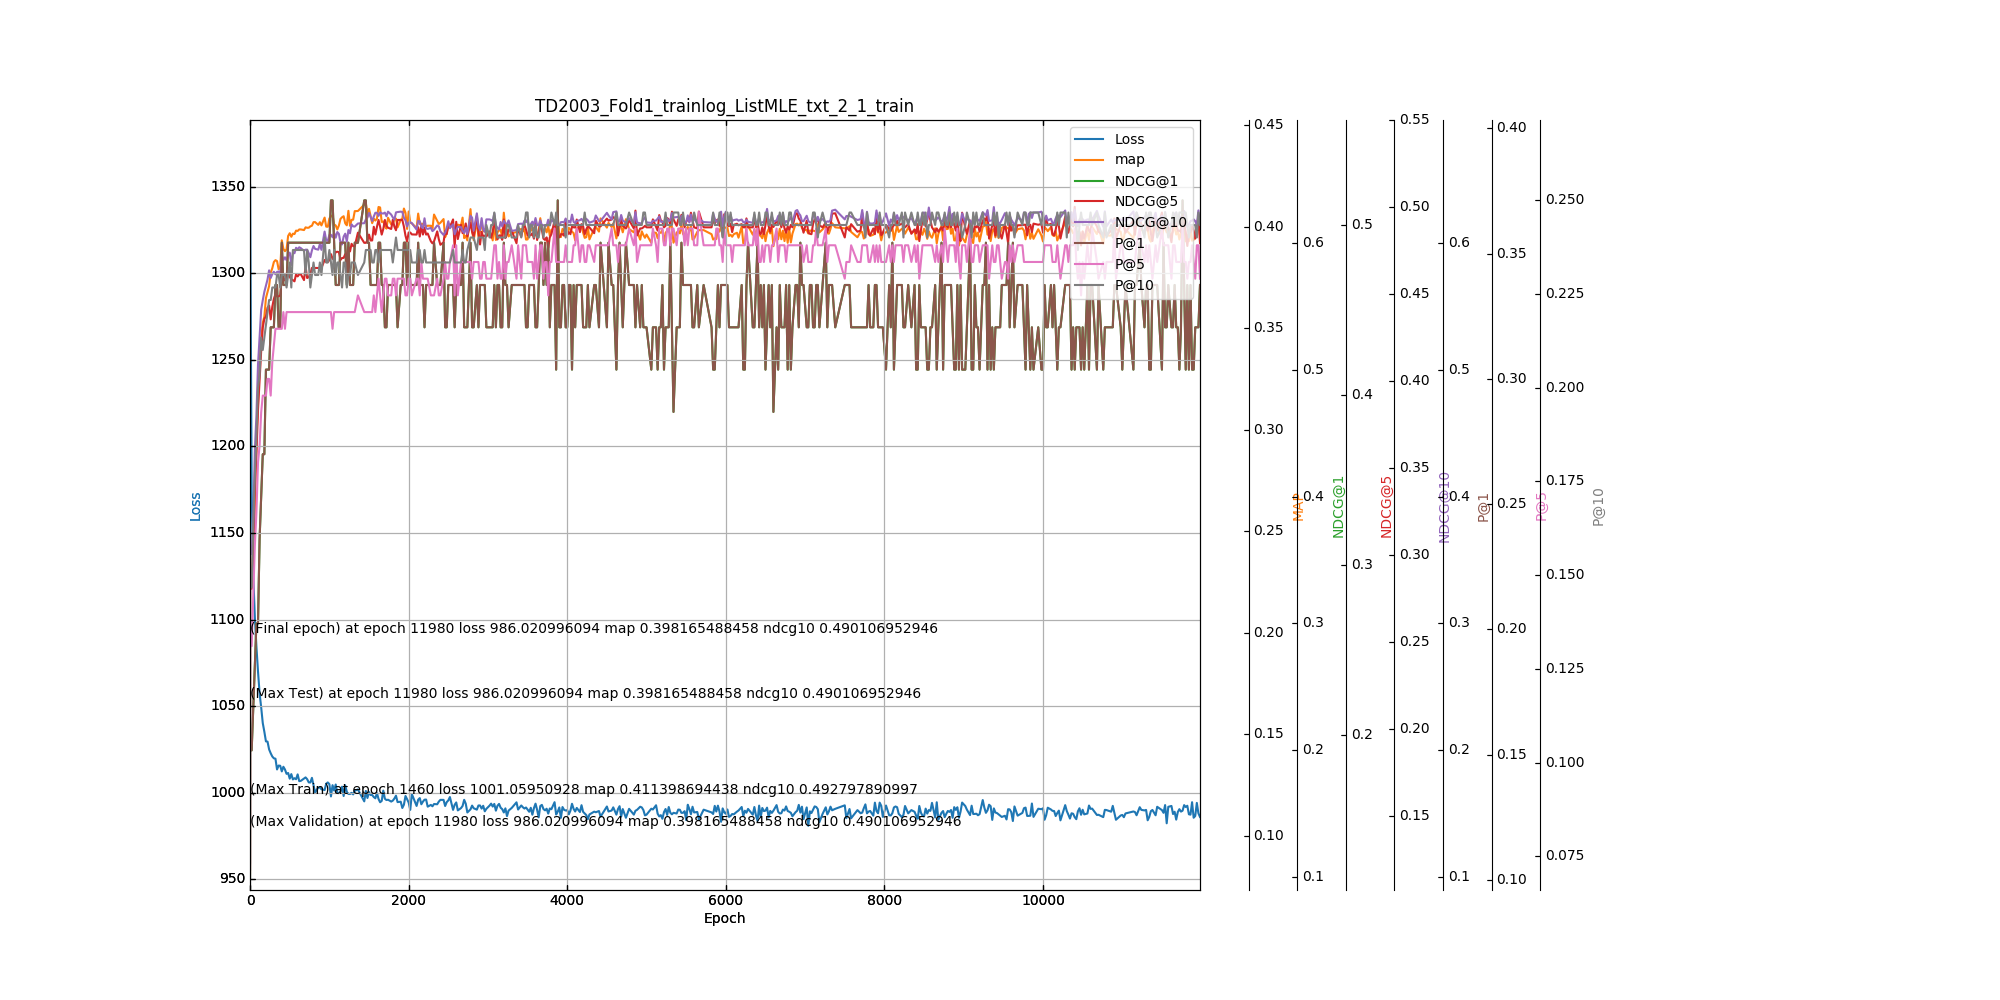 TD2003_Fold1_trainlog_ListMLE_txt_2_1_train
Loss
map
NDCG@1
NDCG@5
NDCG@10
P@1
P@5
P@10
1350
1300
1250
1200
1150
1100
1050
1000
950
Loss
(Final epoch) at epoch 11980 loss 986.020996094 map 0.398165488458 ndcg10 0.490106952946
(Max Test) at epoch 11980 loss 986.020996094 map 0.398165488458 ndcg10 0.490106952946
(Max Train) at epoch 1460 loss 1001.05950928 map 0.411398694438 ndcg10 0.492797890997
(Max Validation) at epoch 11980 loss 986.020996094 map 0.398165488458 ndcg10 0.490106952946
0
2000
4000
6000
8000
10000
Epoch
0.45
0.40
0.35
0.30
0.25
0.20
0.15
0.10
MAP
0.6
0.5
0.4
0.3
0.2
0.1
NDCG@1
0.5
0.4
0.3
0.2
NDCG@5
0.55
0.50
0.45
0.40
0.35
0.30
0.25
0.20
0.15
NDCG@10
0.6
0.5
0.4
0.3
0.2
0.1
P@1
0.40
0.35
0.30
0.25
0.20
0.15
0.10
P@5
0.250
0.225
0.200
0.175
0.150
0.125
0.100
0.075
P@10